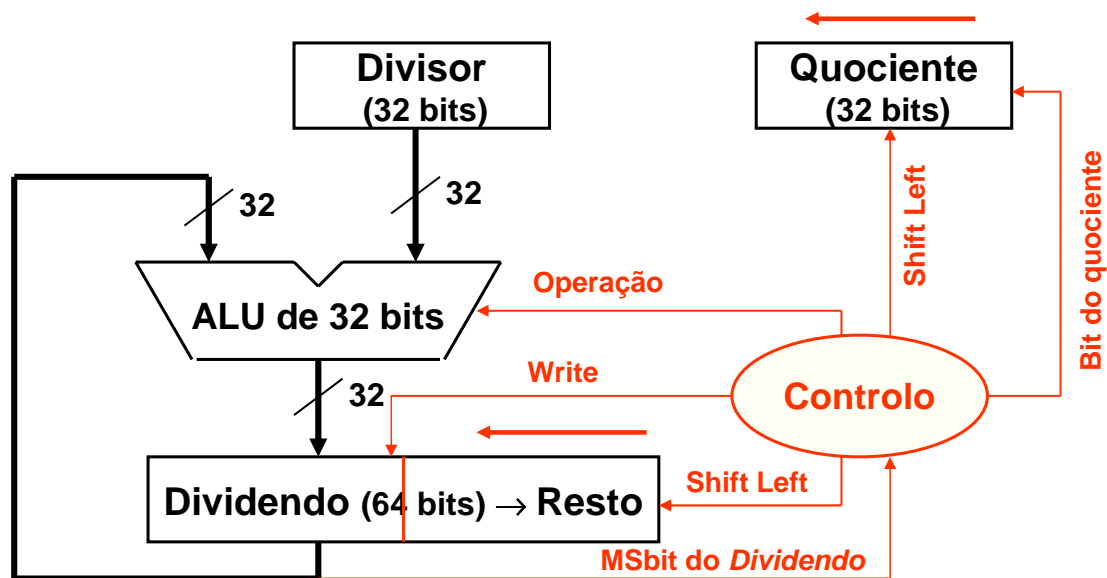 Divisor
(32 bits)
Quociente
(32 bits)
32
32
Shift Left
Bit do quociente
Operação
ALU de 32 bits
Write
32
Controlo
Dividendo (64 bits) → Resto
Shift Left
MSbit do Dividendo